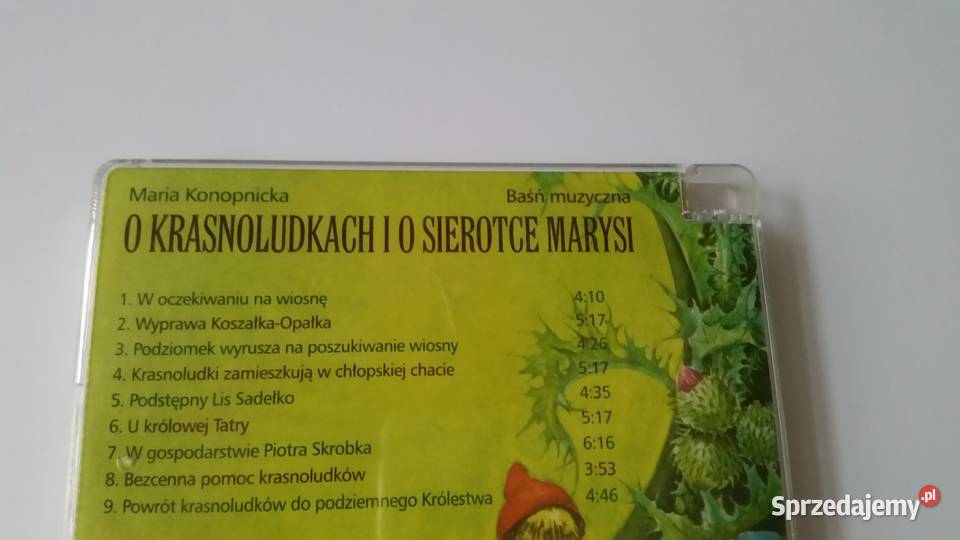 Maria Konopnicka Baśń muzyczna
O KRASNOLUDKACH I O SIEROTCE MARYSI
1. W oczekiwaniu na wiosnę 4:10
2. Wyprawa Koszałka-Opałka 5:17
3. Podziomek wyrusza na poszukiwanie wiosny 4:26
4. Krasnoludki zamieszkują w chłopskiej chacie 5:17
5. Podstępny Lis Sadełko 4:35
6. U królowej Tatry 5:17
7. W gospodarstwie Piotra Skrobka 6:16
8. Bezcenna pomoc krasnoludków 3:53
9. Powrót krasnoludków do podziemnego Królestwa 4:46
Sprzedajemy.pl